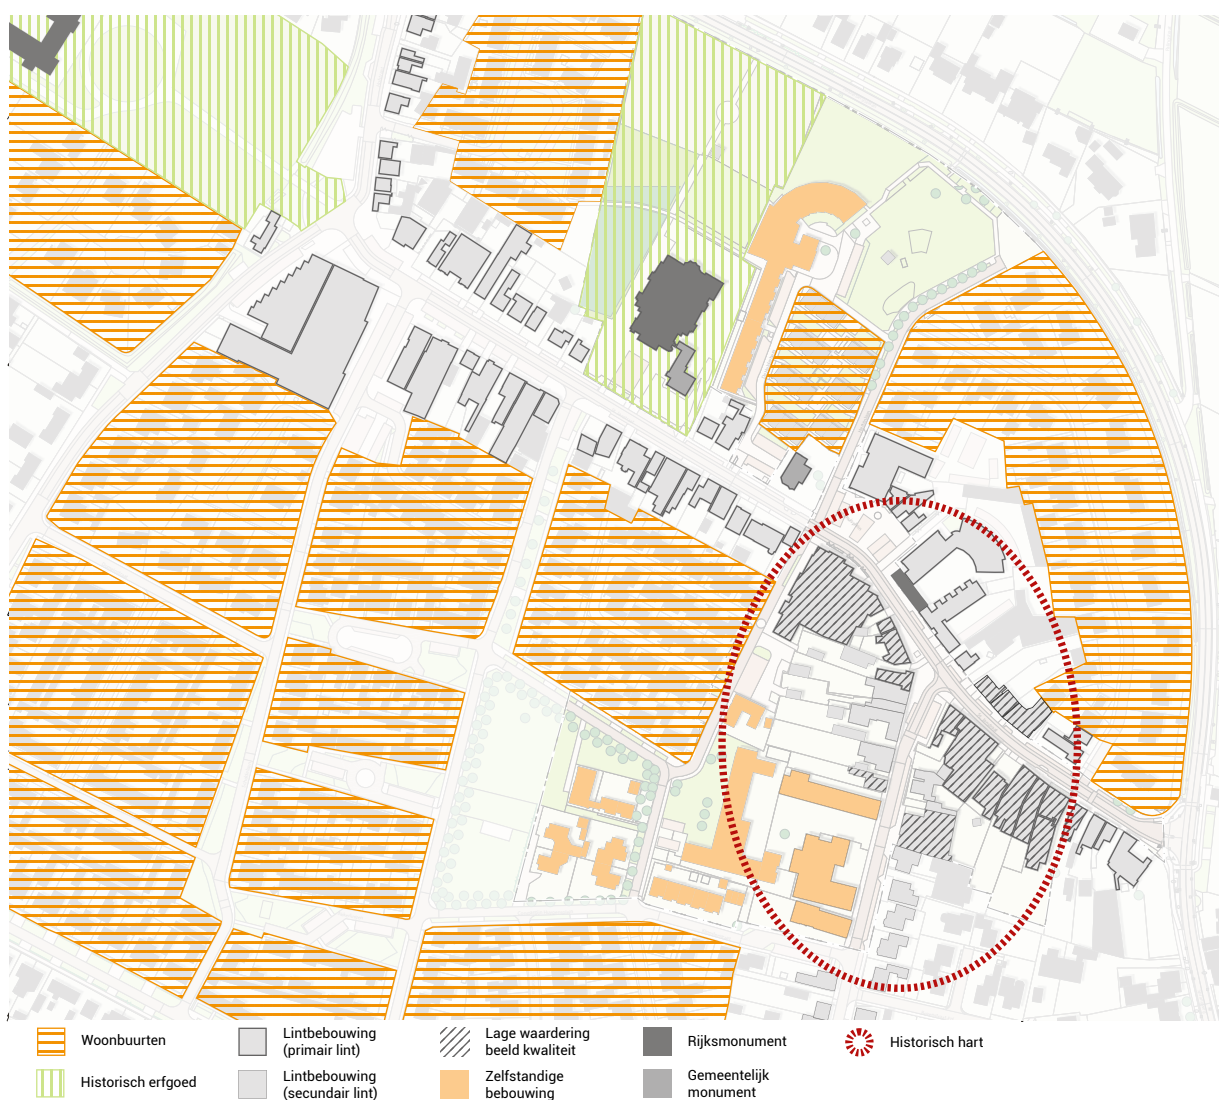 Woonbuurten
Historisch erfgoed
Lintbebouwing
(primair lint)
Lintbebouwing
(secundair lint)
Lage waardering
beeld kwaliteit
Zelfstandige
bebouwing
Rijksmonument
Gemeentelijk
monument
Historisch hart